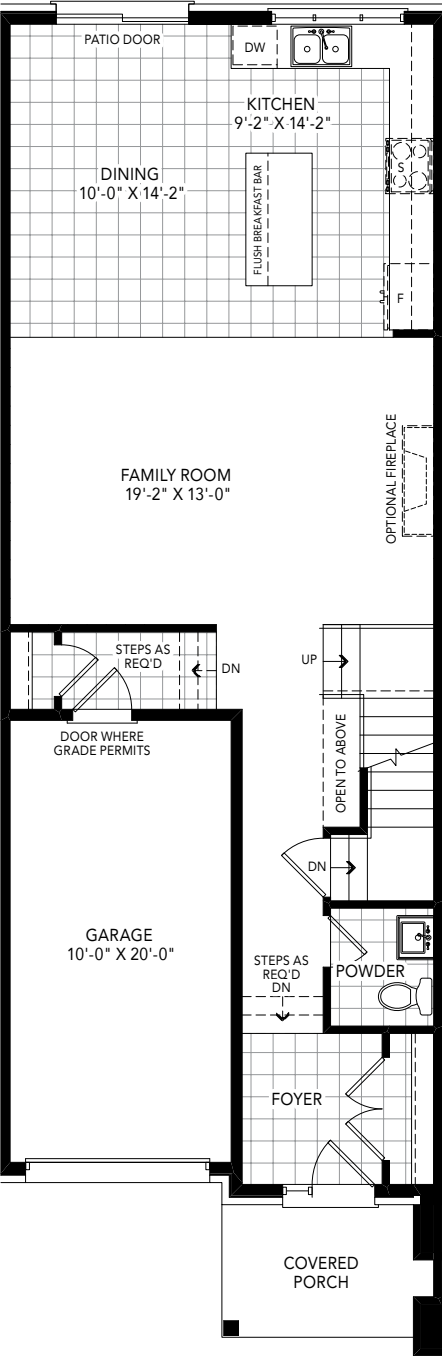 PATIO DOOR
DW
KITCHEN
9'-2" X 14'-2"
DINING
10'-0" X 14'-2"
S
FLUSH BREAKFAST BAR
F
FAMILY ROOM
19'-2" X 13'-0"
OPTIONAL FIREPLACE
STEPS AS
REQ'D
DN
UP
OPEN TO ABOVE
DOOR WHERE
GRADE PERMITS
DN
GARAGE
10'-0" X 20'-0"
STEPS AS
REQ'D
DN
POWDER
FOYER
COVERED
PORCH